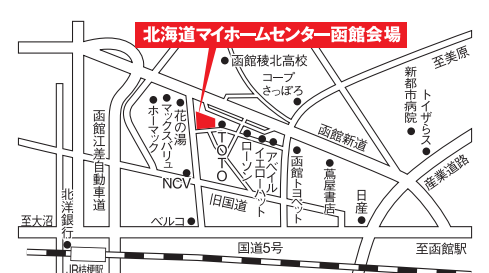 北海道マイホームセンター函館会場
函館稜北高校
コープ
さっぽろ
至美原
新都市病院
トイザらス
函館新道
産業道路
函館江差自動車道
ホーマック
マックスバリュ
花の湯
TOTO
ローソン
イエローハット
アベイル
函館トヨペット
蔦屋書店
日産
NCV
旧国道
ベルコ
北洋銀行
至大沼
国道5号
至函館駅
JR桔梗駅